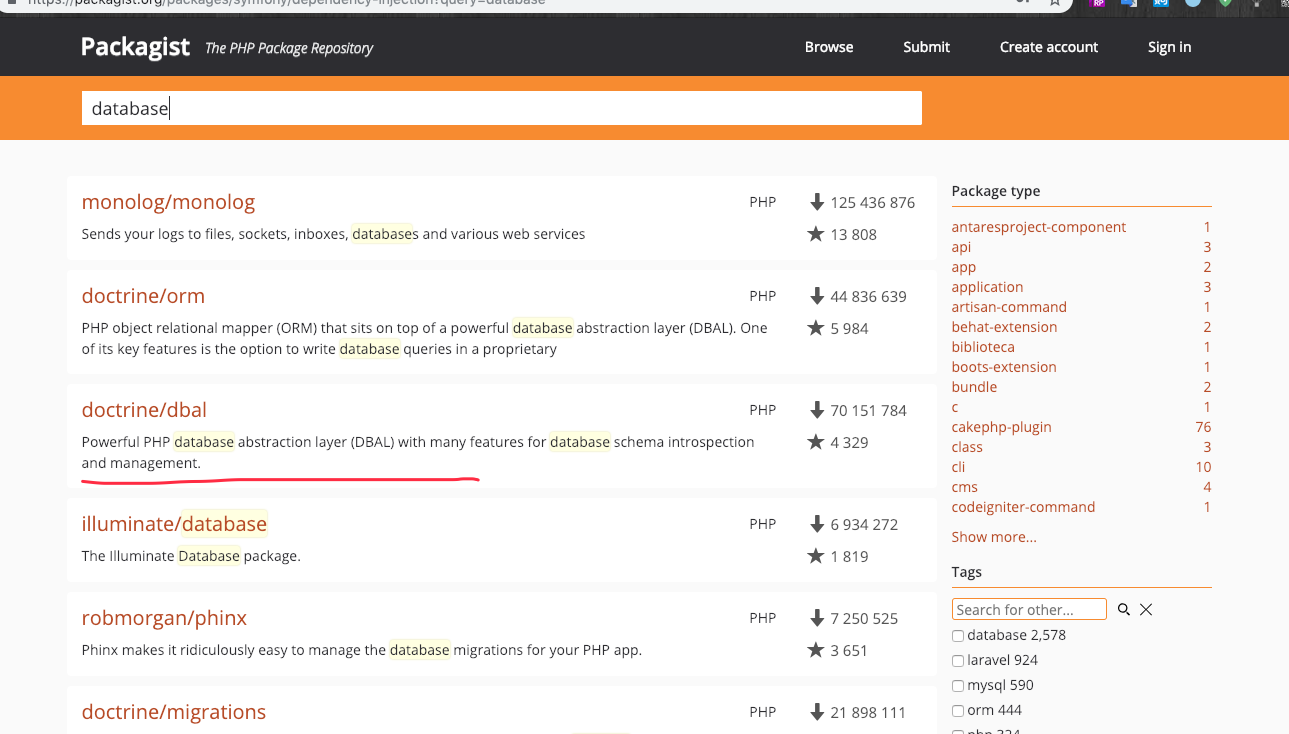 https://packagist.org/packages/symfony/dependency-injection?query=database
Packagist The PHP Package Repository
Browse
Submit
Create account
Sign in
database
monolog/monolog
PHP
125 436 876
Sends your logs to files, sockets, inboxes, databases and various web services
13 808
doctrine/orm
PHP
44 836 639
PHP object relational mapper (ORM) that sits on top of a powerful database abstraction layer (DBAL). One
of its key features is the option to write database queries in a proprietary
5 984
doctrine/dbal
PHP
70 151 784
Powerful PHP database abstraction layer (DBAL) with many features for database schema introspection
and management.
4 329
illuminate/database
PHP
6 934 272
The Illuminate Database package.
1 819
robmorgan/phinx
PHP
7 250 525
Phinx makes it ridiculously easy to manage the database migrations for your PHP app.
3 651
doctrine/migrations
PHP
21 898 111
Package type
antaresproject-component 1
api 3
app 2
application 3
artisan-command 1
behat-extension 2
biblioteca 1
boots-extension 1
bundle 2
c 1
cakephp-plugin 76
class 3
cli 10
cms 4
codeigniter-command 1
Show more...
Tags
Search for other...
database 2,578
laravel 924
mysql 590
orm 444
php 324